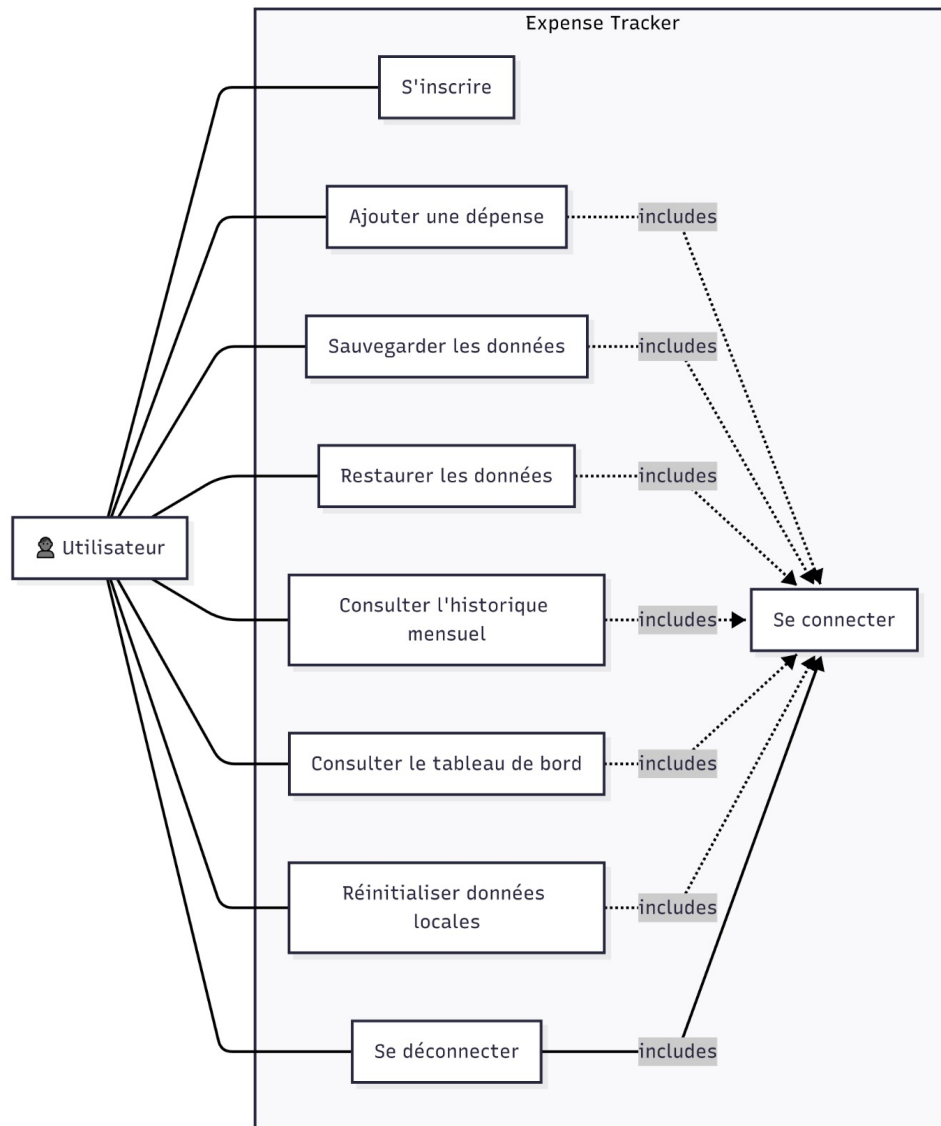 Expense Tracker
S'inscrire
Ajouter une dépense
includes
Sauvegarder les données
includes
Restaurer les données
includes
Utilisateur
Consulter l'historique
mensuel
includes
Se connecter
Consulter le tableau de bord
includes
Réinitialiser données
locales
includes
Se déconnecter
includes